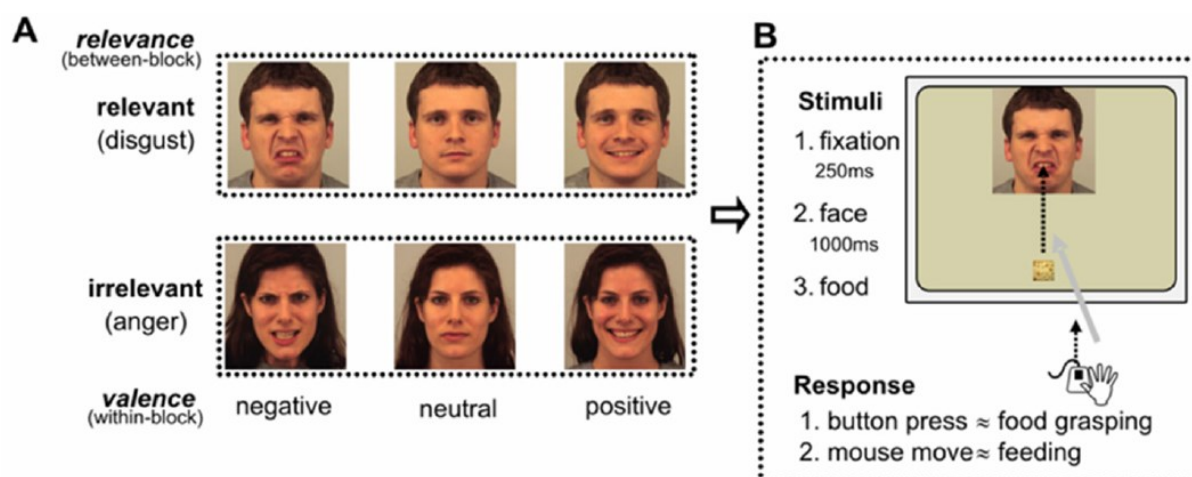 A
relevance
(between-block)
relevant
(disgust)
irrelevant
(anger)
valence
(within-block)
negative
neutral
positive
B
Stimuli
1. fixation
250ms
2. face
1000ms
3. food
Response
1. button press ≈ food grasping
2. mouse move≈ feeding